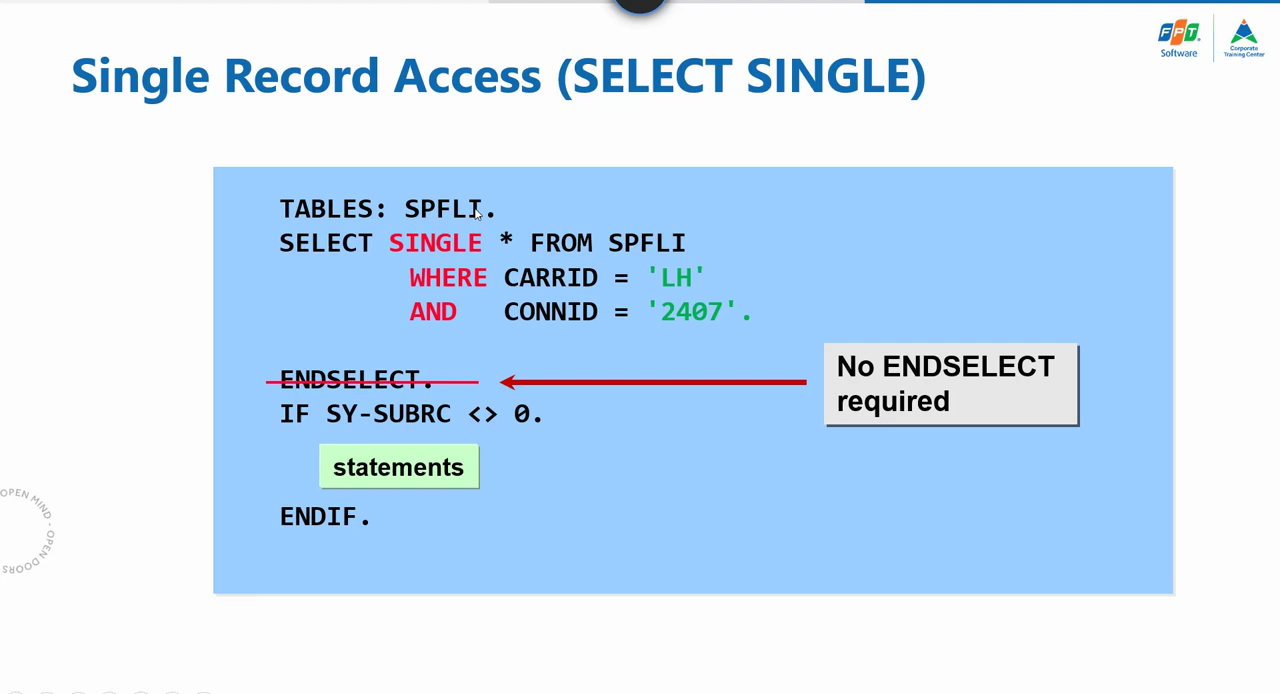 FPT
Software
Corporate
Training Center
Single Record Access (SELECT SINGLE)
TABLES: SPFLI.
SELECT SINGLE * FROM SPFLI
WHERE CARRID = 'LH'
AND CONNID = '2407'.
ENDSELECT.
No ENDSELECT
required
IF SY-SUBRC <> 0.
statements
ENDIF.
OPEN MIND - OPEN DOORS